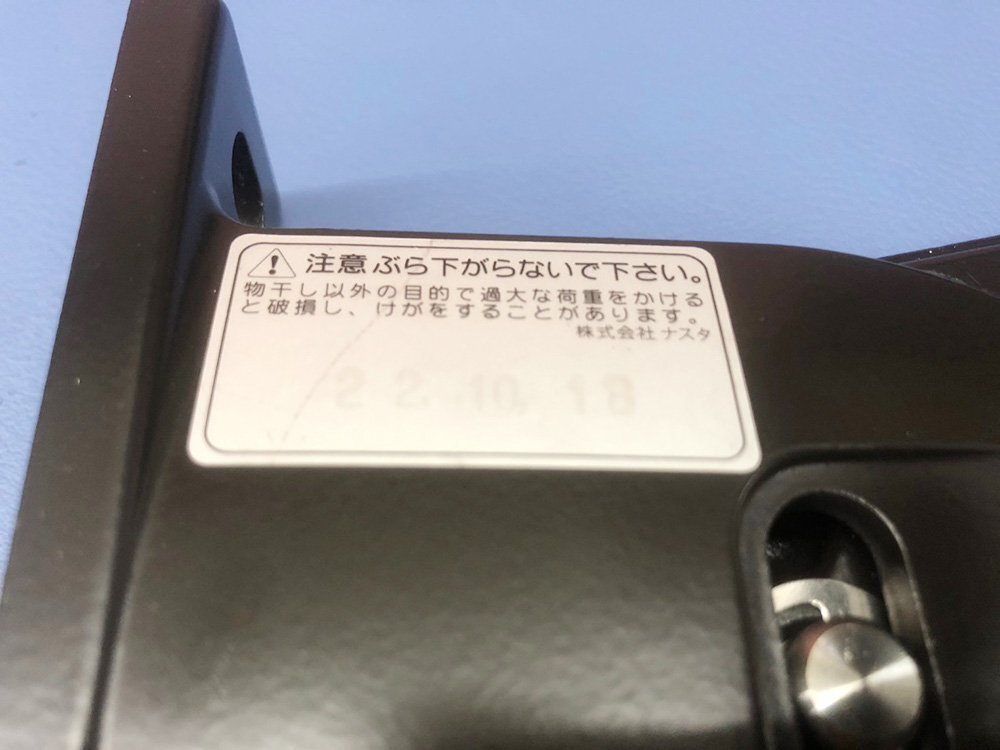 注意 ぶら下がらないで下さい。
物干し以外の目的で過大な荷重をかける
と破損し、けがをすることがあります。
株式会社 ナスタ
22.10.18